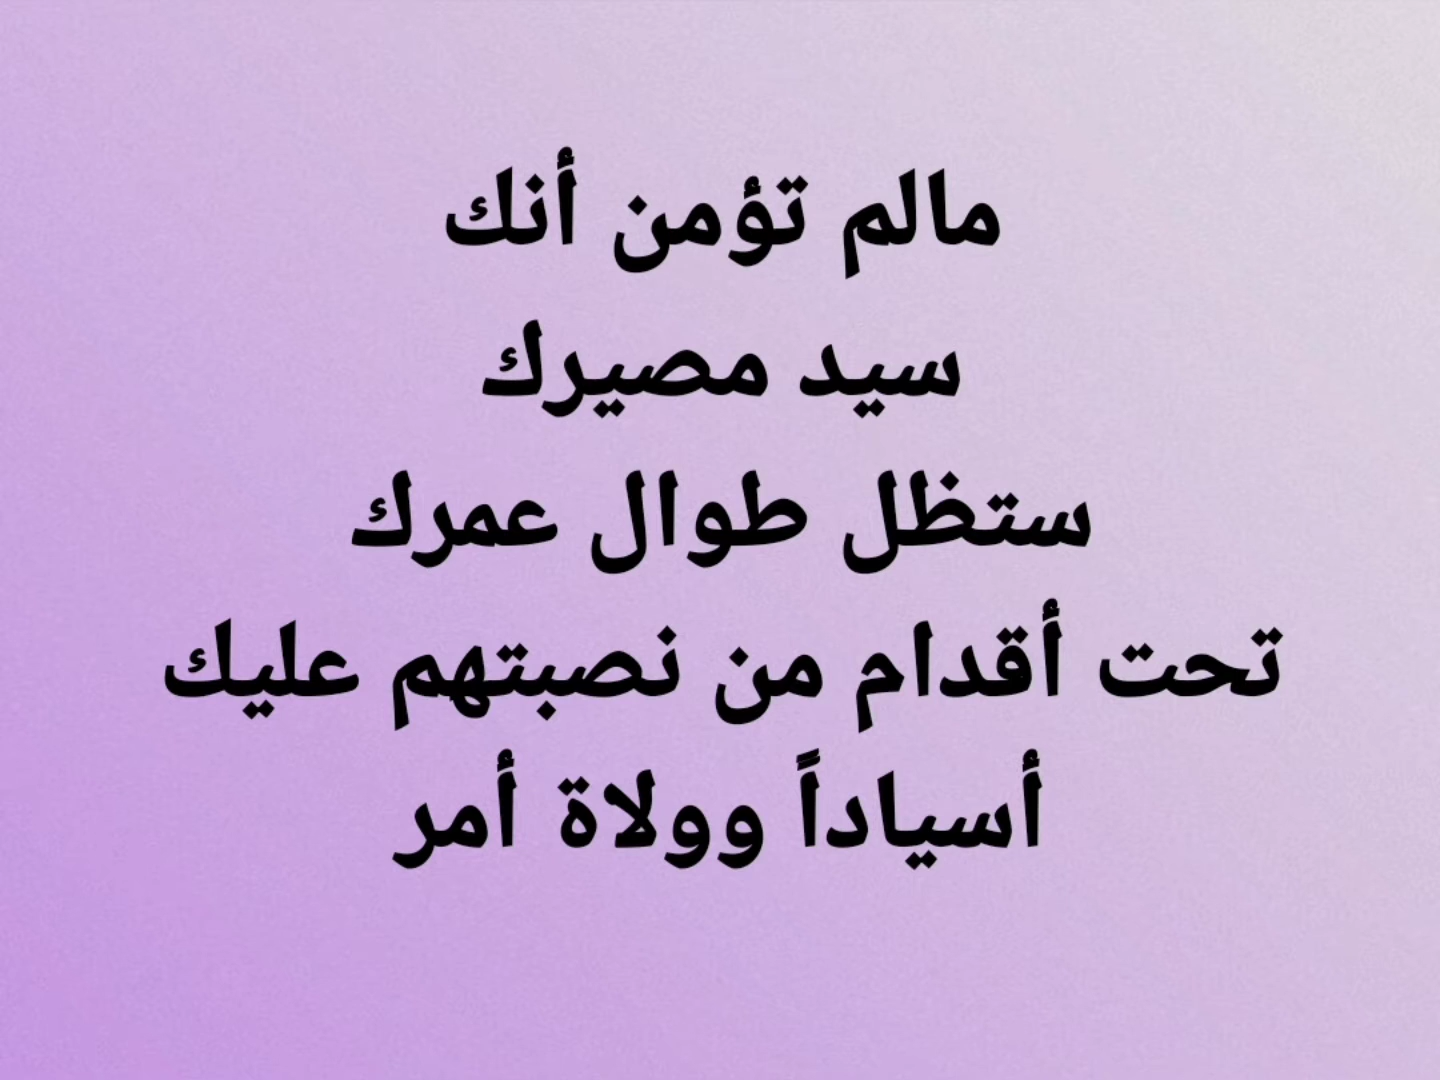 مالم تؤمن أنك
سيد مصيرك
ستظل طوال عمرك
تحت أقدام من نصبتهم عليك
أسياداً وولاة أمر